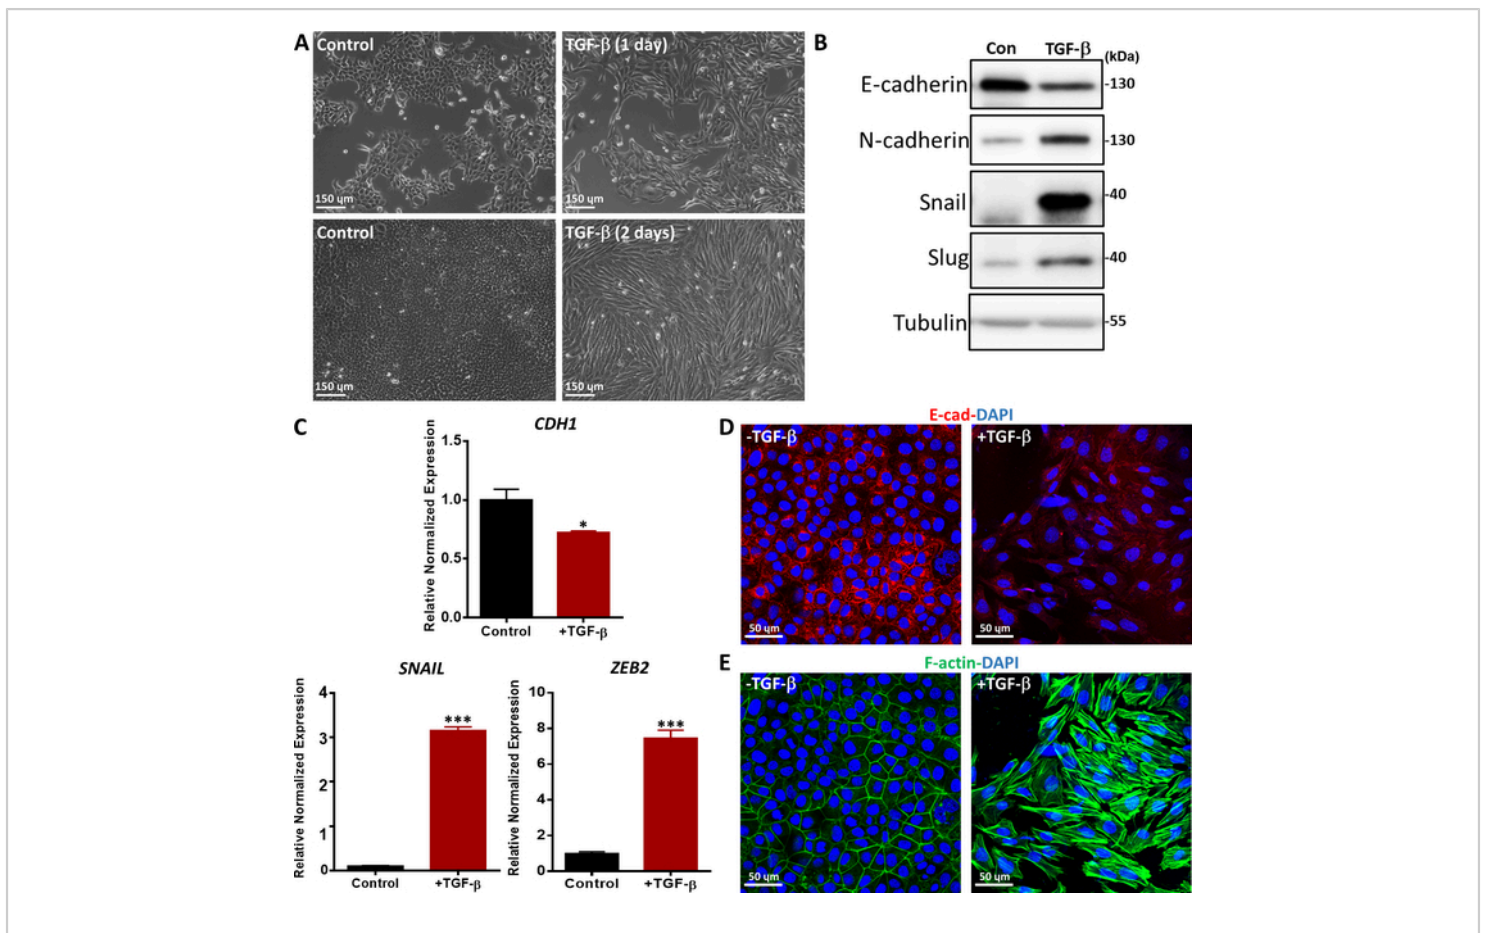 A
Control
TGF-β (1 day)
150 µm
150 µm
Control
TGF-β (2 days)
150 µm
150 µm
B
Con TGF-β (kDa)
E-cadherin -130
N-cadherin -130
Snail -40
Slug -40
Tubulin -55
C
CDH1
Relative Normalized Expression
1.5
1.0
0.5
0.0
*
Control +TGF-β
SNAIL
Relative Normalized Expression
4
3
2
1
0
***
Control +TGF-β
ZEB2
Relative Normalized Expression
10
8
6
4
2
0
***
Control +TGF-β
D
E-cad-DAPI
-TGF-β
+TGF-β
50 µm
50 µm
E
F-actin-DAPI
-TGF-β
+TGF-β
50 µm
50 µm